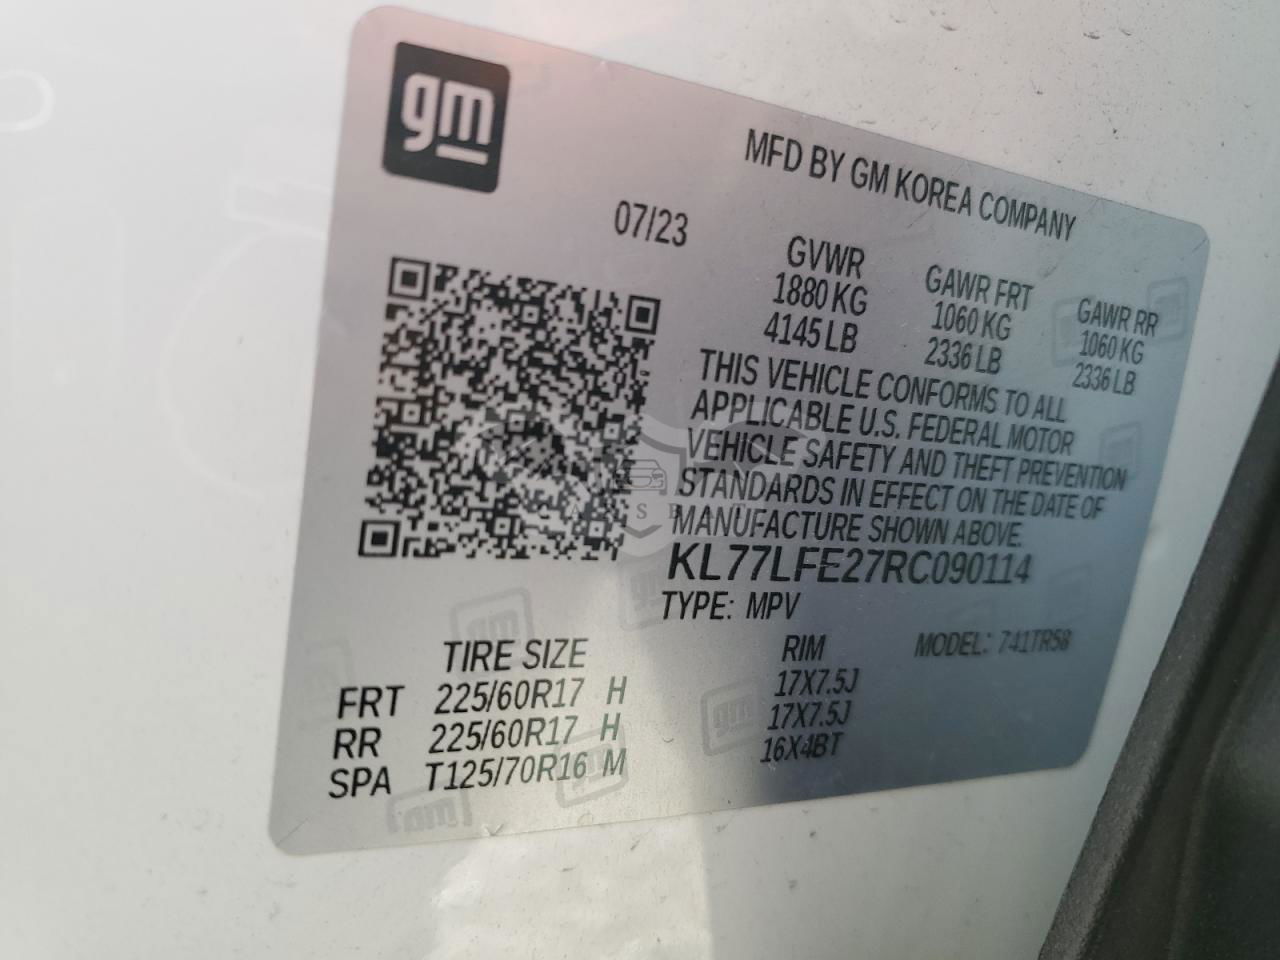 gm
MFD BY GM KOREA COMPANY
07/23
GVWR GAWR FRT GAWR RR
1880 KG 1060 KG 1060 KG
4145 LB 2336 LB 2336 LB
THIS VEHICLE CONFORMS TO ALL
APPLICABLE U.S. FEDERAL MOTOR
VEHICLE SAFETY AND THEFT PREVENTION
STANDARDS IN EFFECT ON THE DATE OF
MANUFACTURE SHOWN ABOVE.
KL77LFE27RC090114
TYPE: MPV
TIRE SIZE RIM MODEL: 741TR58
FRT 225/60R17 H 17X7.5J
RR 225/60R17 H 17X7.5J
SPA T125/70R16 M 16X4BT